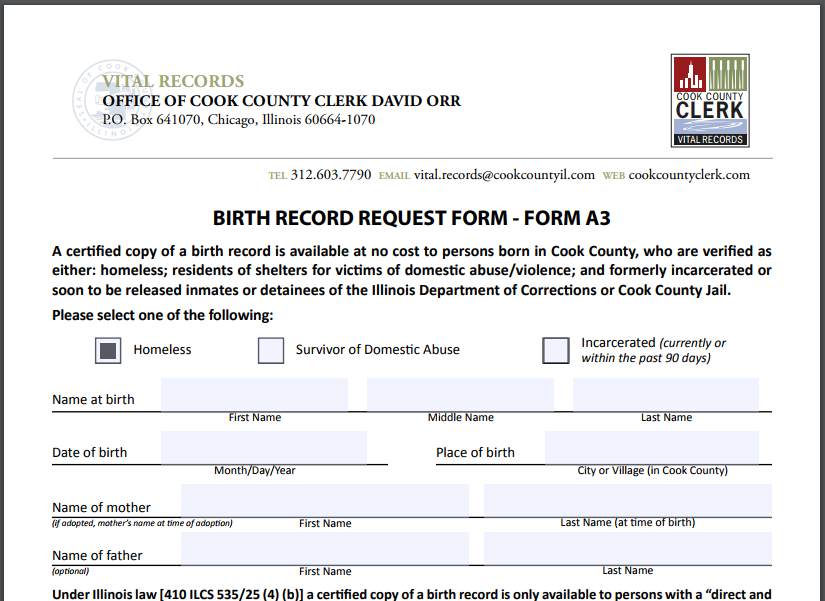 VITAL RECORDS
OFFICE OF COOK COUNTY CLERK DAVID ORR
P.O. Box 641070, Chicago, Illinois 60664-1070
SEAL OF COOK
ILLINOIS
COOK COUNTY
CLERK
VITAL RECORDS
TEL 312.603.7790 EMAIL vital.records@cookcountyil.com WEB cookcountyclerk.com
BIRTH RECORD REQUEST FORM - FORM A3
A certified copy of a birth record is available at no cost to persons born in Cook County, who are verified as
either: homeless; residents of shelters for victims of domestic abuse/violence; and formerly incarcerated or
soon to be released inmates or detainees of the Illinois Department of Corrections or Cook County Jail.
Please select one of the following:
Homeless Survivor of Domestic Abuse Incarcerated (currently or
within the past 90 days)
Name at birth
First Name Middle Name Last Name
Date of birth Place of birth
Month/Day/Year City or Village (in Cook County)
Name of mother
(if adopted, mother's name at time of adoption) First Name Last Name (at time of birth)
Name of father
(optional) First Name Last Name
Under Illinois law [410 ILCS 535/25 (4) (b)] a certified copy of a birth record is only available to persons with a “direct and